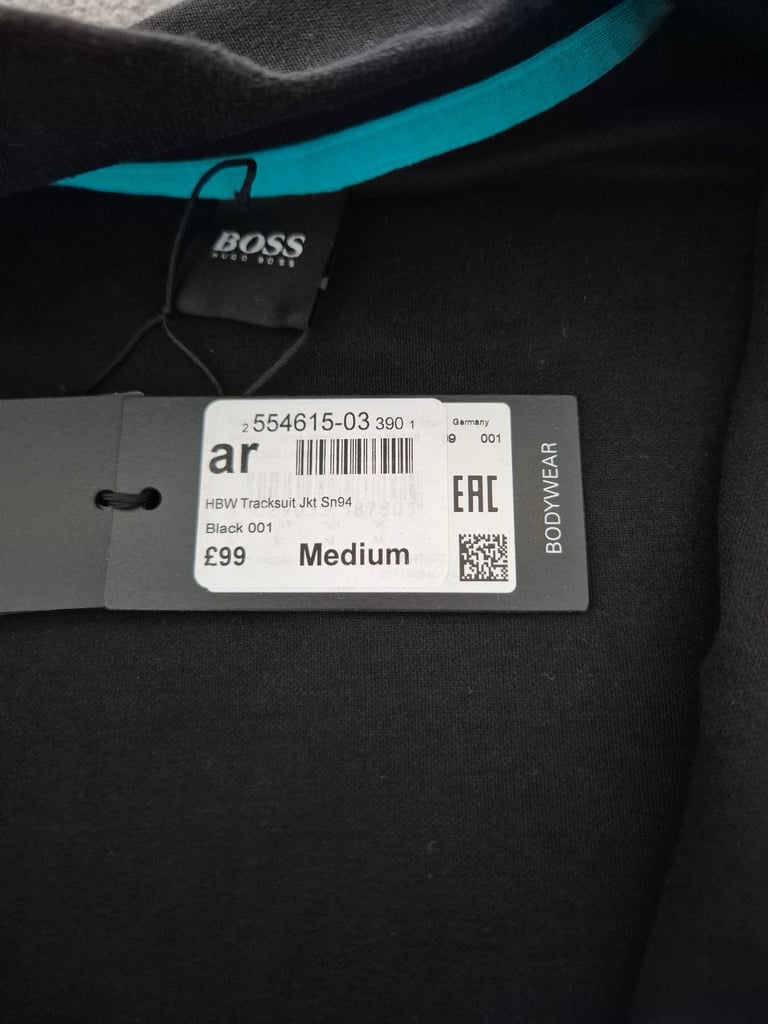 BOSS
HUGO BOSS
2 554615-03 390 1
ar
HBW Tracksuit Jkt Sn94
Black 001
£99 Medium
Germany
09 001
EAC
BODYWEAR